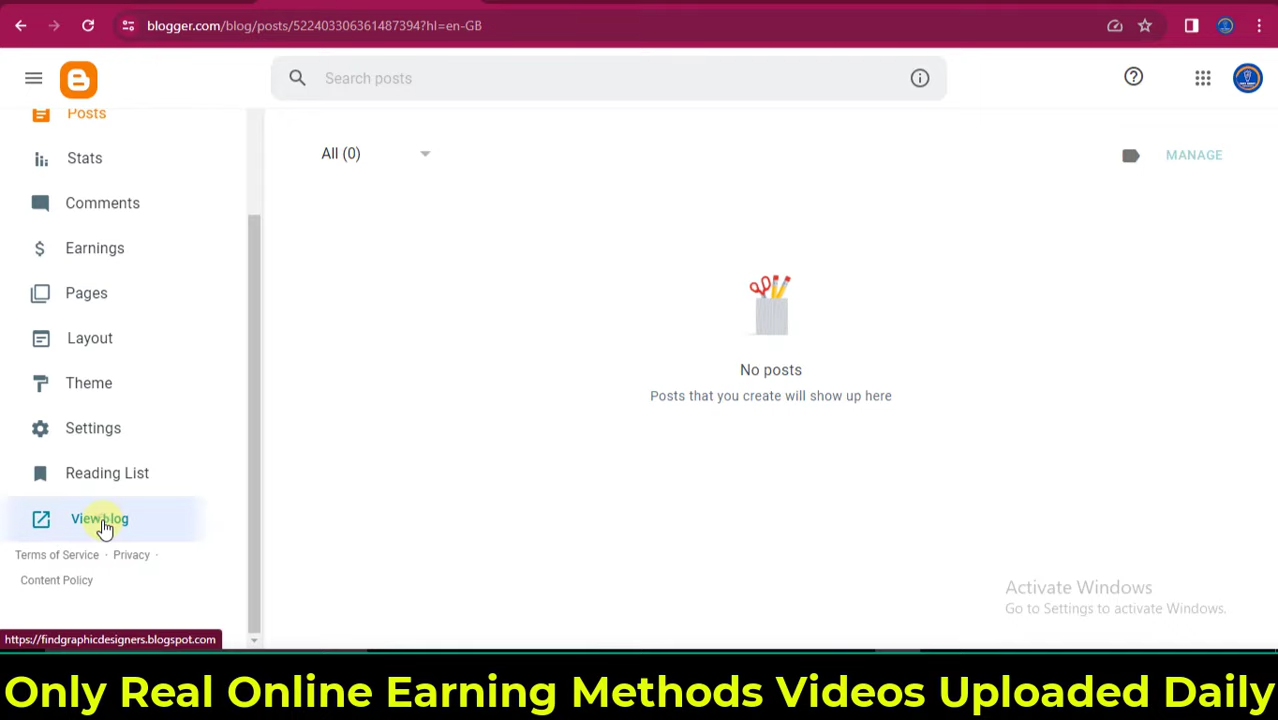 blogger.com/blog/posts/522403306361487394?hl=en-GB
Search posts
Posts
Stats
Comments
Earnings
Pages
Layout
Theme
Settings
Reading List
View blog
Terms of Service · Privacy ·
Content Policy
https://findgraphicdesigners.blogspot.com
All (0)
MANAGE
No posts
Posts that you create will show up here
Activate Windows
Go to Settings to activate Windows.
Only Real Online Earning Methods Videos Uploaded Daily